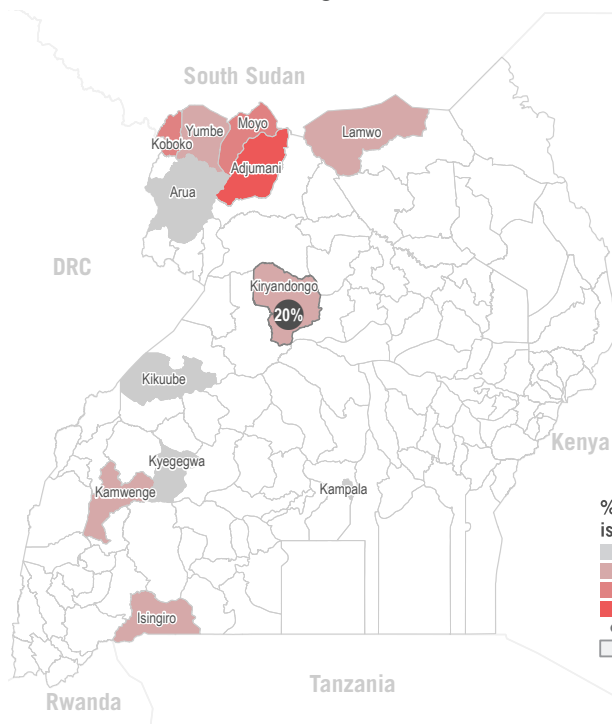 South Sudan
Koboko
Yumbe
Moyo
Lamwo
Adjumani
Arua
DRC
Kiryandongo
20%
Kikuube
Kyegegwa
Kenya
Kamwenge
Kampala
%
is
Isingiro
Tanzania
Rwanda